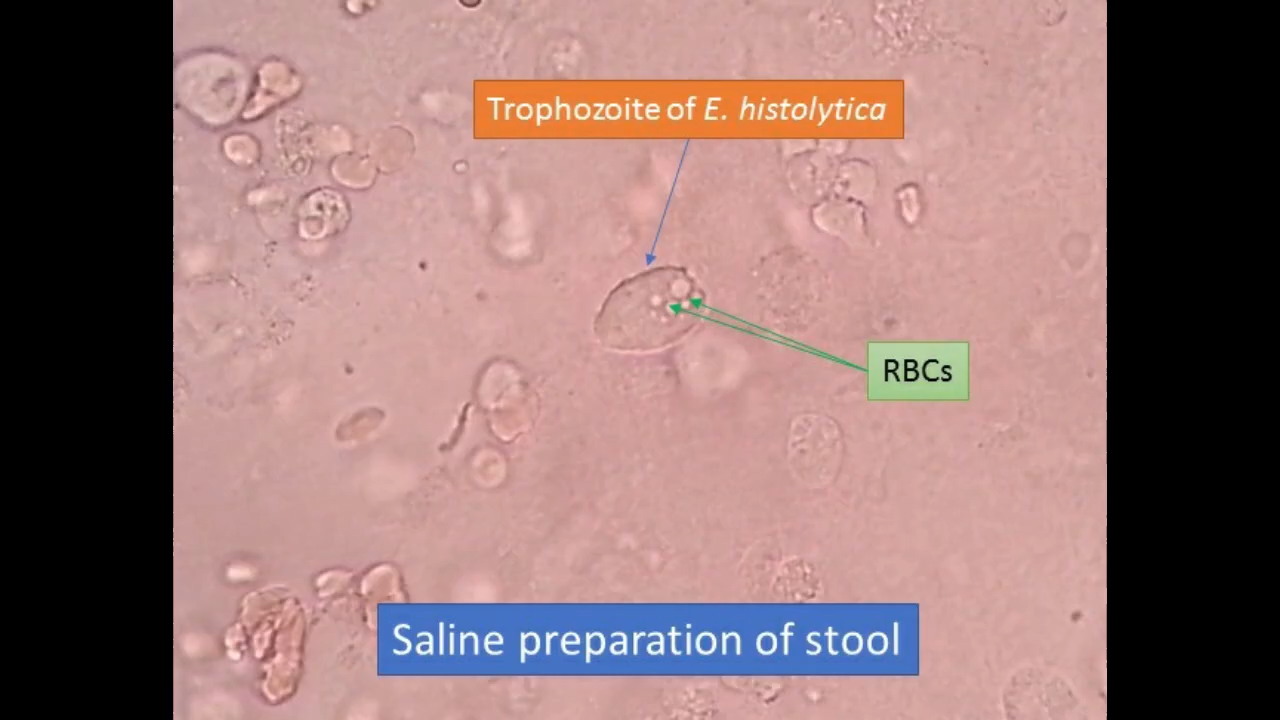 Trophozoite of E. histolytica
RBCs
Saline preparation of stool